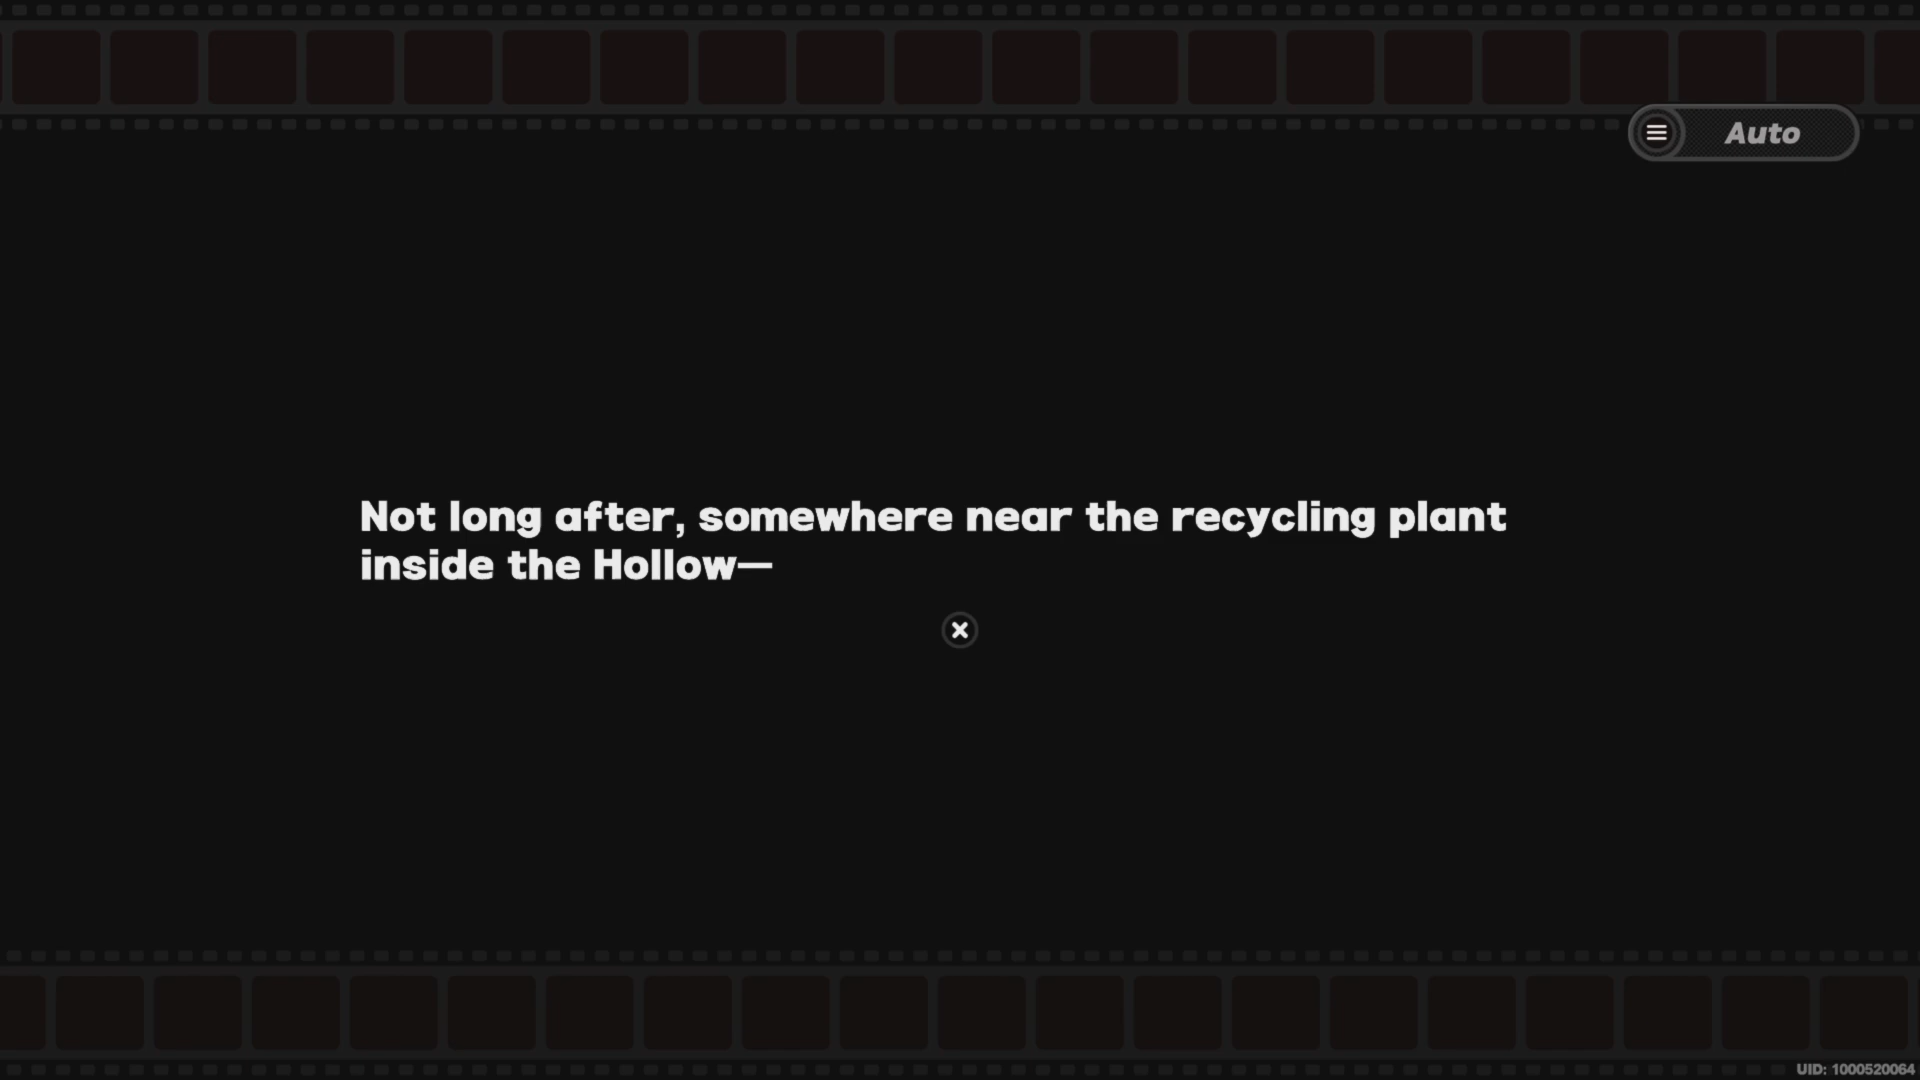 Auto
Not long after, somewhere near the recycling plant
inside the Hollow—
UID: 1000520064